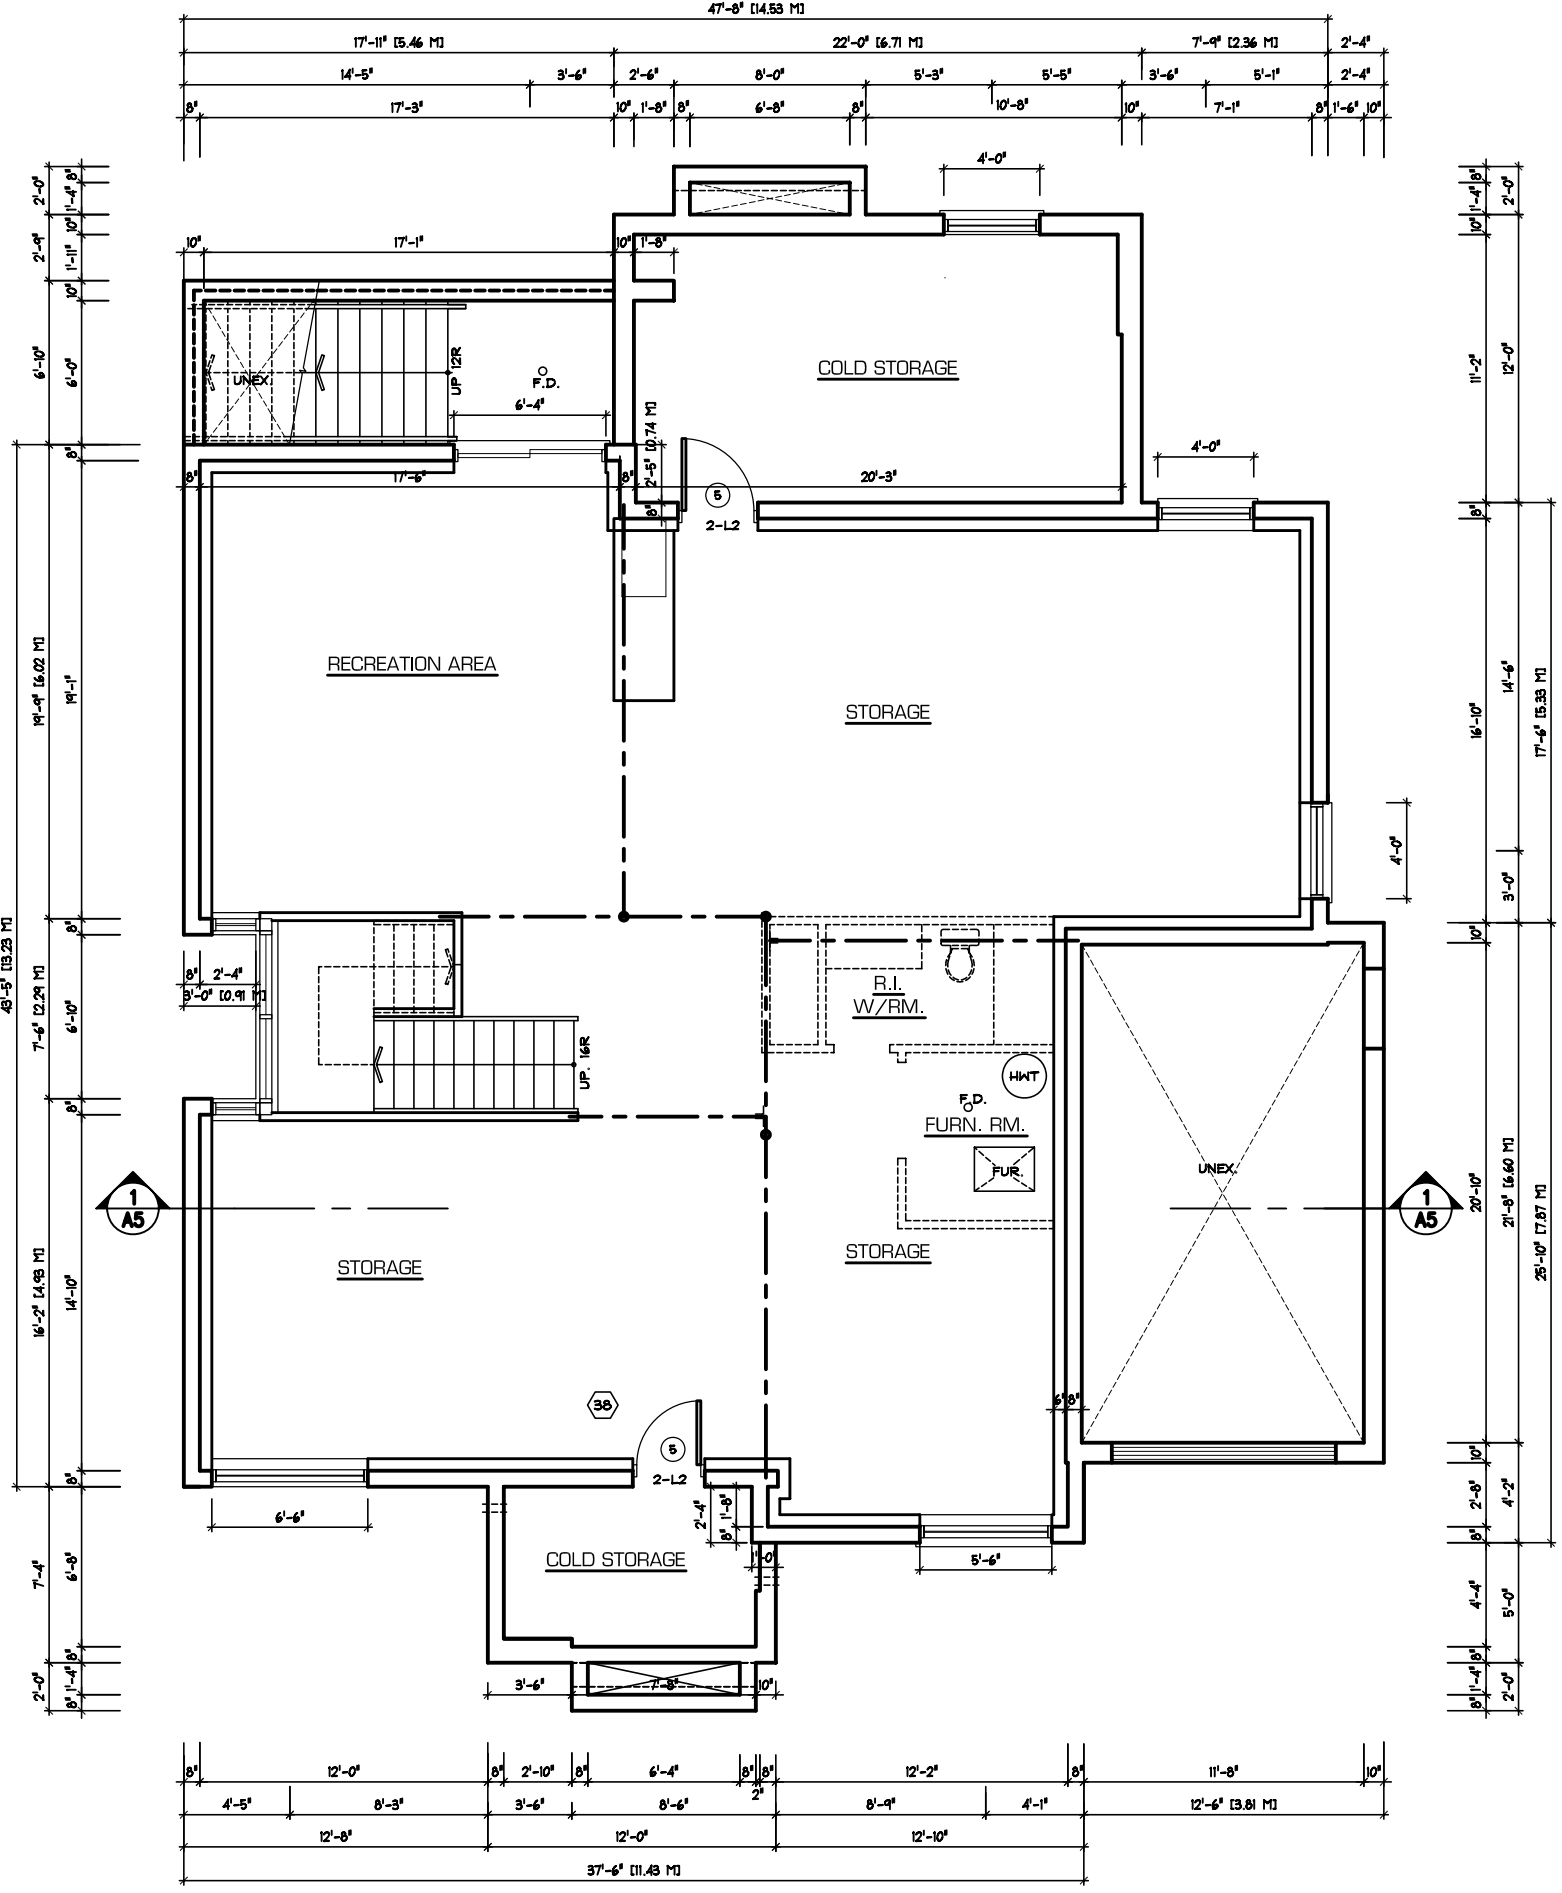 47'-8" [14.53 M]
17'-11" [5.46 M] 22'-0" [6.71 M] 7'-9" [2.36 M] 2'-4"
14'-5" 3'-6" 2'-6" 8'-0" 5'-3" 5'-5" 3'-6" 5'-1" 2'-4"
8" 17'-3" 10" 1'-8" 8" 6'-8" 8" 10'-8" 10" 7'-1" 8" 1'-6" 10"
4'-0"
10" 17'-1" 10" 1'-8"
UNEX.
UP 12R
F.D.
6'-4"
COLD STORAGE
2'-5" [0.74 M]
8"
4'-0"
8" 17'-6" 8" 20'-3"
5
2-L2
RECREATION AREA
STORAGE
4'-0"
8" 2'-4"
3'-0" [0.91 M]
UP. 16R
R.I.
W/RM.
HWT
F.D.
FURN. RM.
FUR.
UNEX.
1
A5
1
A5
STORAGE
STORAGE
38
5
2-L2
6" 8"
6'-6"
2'-4" 1'-8"
8"
1'-0"
5'-6"
COLD STORAGE
3'-6" 7'-8" 10"
2'-0" 2'-9" 6'-10"
8" 1'-4" 10" 1'-11" 10" 6'-0" 8"
43'-5" [13.23 M]
19'-9" [6.02 M] 7'-6" [2.29 M] 16'-2" [4.93 M]
19'-1" 8" 6'-10" 8" 14'-10" 8"
7'-4" 2'-0"
6'-8" 8" 1'-4" 8"
8" 1'-4" 10" 11'-2" 8" 16'-10" 10" 20'-10" 10" 2'-8" 8" 4'-4" 8" 1'-4" 8"
2'-0" 12'-0" 14'-6" 3'-0" 21'-8" [6.60 M] 4'-2" 5'-0" 2'-0"
17'-6" [5.33 M] 25'-10" [7.87 M]
8" 12'-0" 8" 2'-10" 8" 6'-4" 8" 2" 8" 12'-2" 8" 11'-8" 10"
4'-5" 8'-3" 3'-6" 8'-6" 8'-9" 4'-1" 12'-6" [3.81 M]
12'-8" 12'-0" 12'-10"
37'-6" [11.43 M]